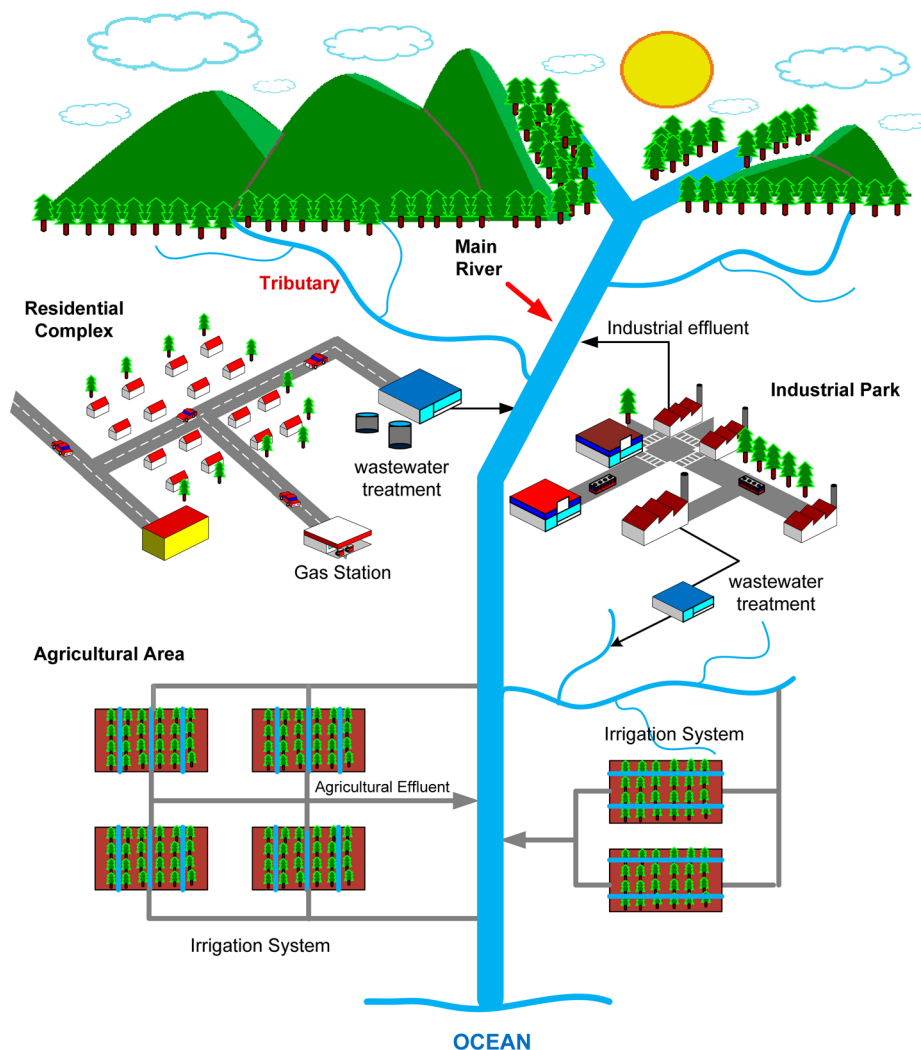 Main
River
Tributary
Residential
Complex
Industrial effluent
Industrial Park
wastewater
treatment
Gas Station
wastewater
treatment
Agricultural Area
Irrigation System
Agricultural Effluent
Irrigation System
OCEAN